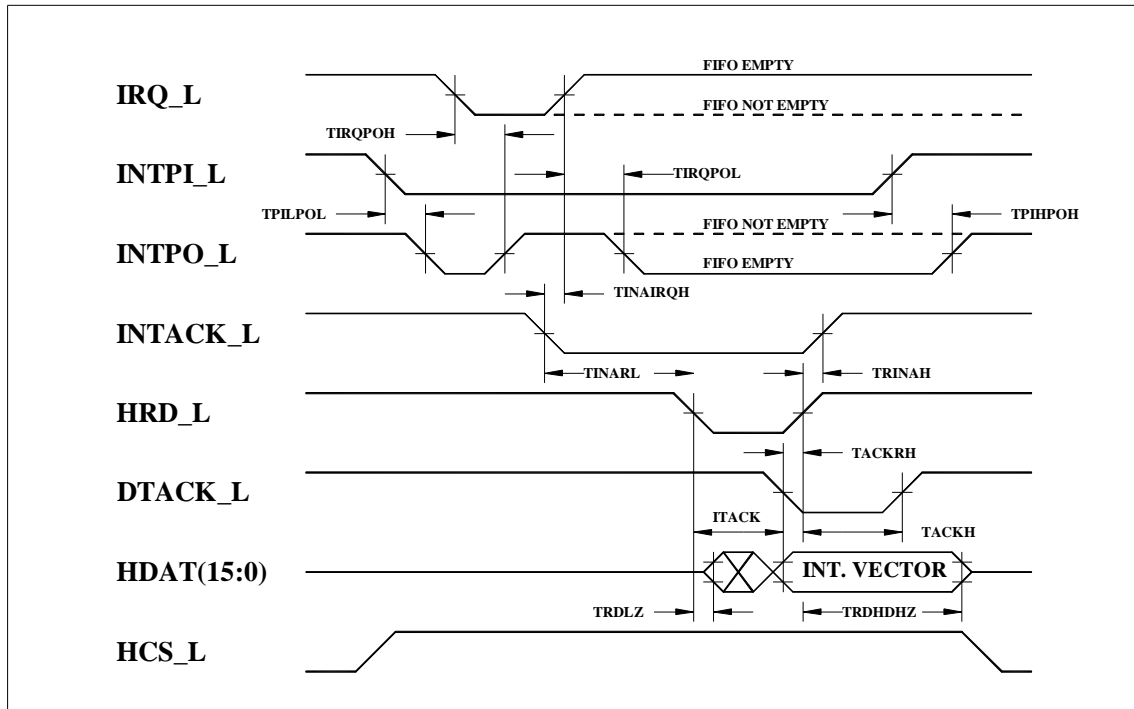 FIFO EMPTY
IRQ_L
FIFO NOT EMPTY
TIRQPOH
INTPI_L
TIRQPOL
TPILPOL
TPIHPOH
FIFO NOT EMPTY
INTPO_L
FIFO EMPTY
TINAIRQH
INTACK_L
TINARL
TRINAH
HRD_L
TACKRH
DTACK_L
ITACK
TACKH
HDAT(15:0)
INT. VECTOR
TRDLZ
TRDHDHZ
HCS_L